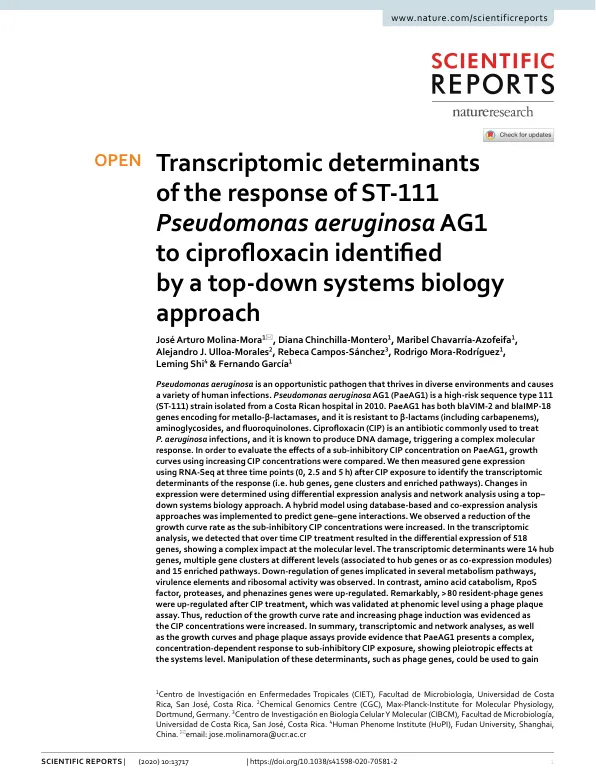 www.nature.com/scientificreports
SCIENTIFIC
REPORTS
natureresearch
Check for updates
OPEN
Transcriptomic determinants
of the response of ST-111
Pseudomonas aeruginosa AG1
to ciprofloxacin identified
by a top-down systems biology
approach
José Arturo Molina-Mora1✉, Diana Chinchilla-Montero1, Maribel Chavarría-Azofeifa1,
Alejandro J. Ulloa-Morales2, Rebeca Campos-Sánchez3, Rodrigo Mora-Rodríguez1,
Leming Shi4 & Fernando García1
Pseudomonas aeruginosa is an opportunistic pathogen that thrives in diverse environments and causes
a variety of human infections. Pseudomonas aeruginosa AG1 (PaeAG1) is a high-risk sequence type 111
(ST-111) strain isolated from a Costa Rican hospital in 2010. PaeAG1 has both blaVIM-2 and blaIMP-18
genes encoding for metallo-β-lactamases, and it is resistant to β-lactams (including carbapenems),
aminoglycosides, and fluoroquinolones. Ciprofloxacin (CIP) is an antibiotic commonly used to treat
P. aeruginosa infections, and it is known to produce DNA damage, triggering a complex molecular
response. In order to evaluate the effects of a sub-inhibitory CIP concentration on PaeAG1, growth
curves using increasing CIP concentrations were compared. We then measured gene expression
using RNA-Seq at three time points (0, 2.5 and 5 h) after CIP exposure to identify the transcriptomic
determinants of the response (i.e. hub genes, gene clusters and enriched pathways). Changes in
expression were determined using differential expression analysis and network analysis using a top–
down systems biology approach. A hybrid model using database-based and co-expression analysis
approaches was implemented to predict gene–gene interactions. We observed a reduction of the
growth curve rate as the sub-inhibitory CIP concentrations were increased. In the transcriptomic
analysis, we detected that over time CIP treatment resulted in the differential expression of 518
genes, showing a complex impact at the molecular level. The transcriptomic determinants were 14 hub
genes, multiple gene clusters at different levels (associated to hub genes or as co-expression modules)
and 15 enriched pathways. Down-regulation of genes implicated in several metabolism pathways,
virulence elements and ribosomal activity was observed. In contrast, amino acid catabolism, RpoS
factor, proteases, and phenazines genes were up-regulated. Remarkably, > 80 resident-phage genes
were up-regulated after CIP treatment, which was validated at phenomic level using a phage plaque
assay. Thus, reduction of the growth curve rate and increasing phage induction was evidenced as
the CIP concentrations were increased. In summary, transcriptomic and network analyses, as well
as the growth curves and phage plaque assays provide evidence that PaeAG1 presents a complex,
concentration-dependent response to sub-inhibitory CIP exposure, showing pleiotropic effects at
the systems level. Manipulation of these determinants, such as phage genes, could be used to gain
1Centro de Investigación en Enfermedades Tropicales (CIET), Facultad de Microbiología, Universidad de Costa
Rica, San José, Costa Rica. 2Chemical Genomics Centre (CGC), Max-Planck-Institute for Molecular Physiology,
Dortmund, Germany. 3Centro de Investigación en Biología Celular Y Molecular (CIBCM), Facultad de Microbiología,
Universidad de Costa Rica, San José, Costa Rica. 4Human Phenome Institute (HuPI), Fudan University, Shanghai,
China. ✉email: jose.molinamora@ucr.ac.cr
SCIENTIFIC REPORTS | (2020) 10:13717 | https://doi.org/10.1038/s41598-020-70581-2 1